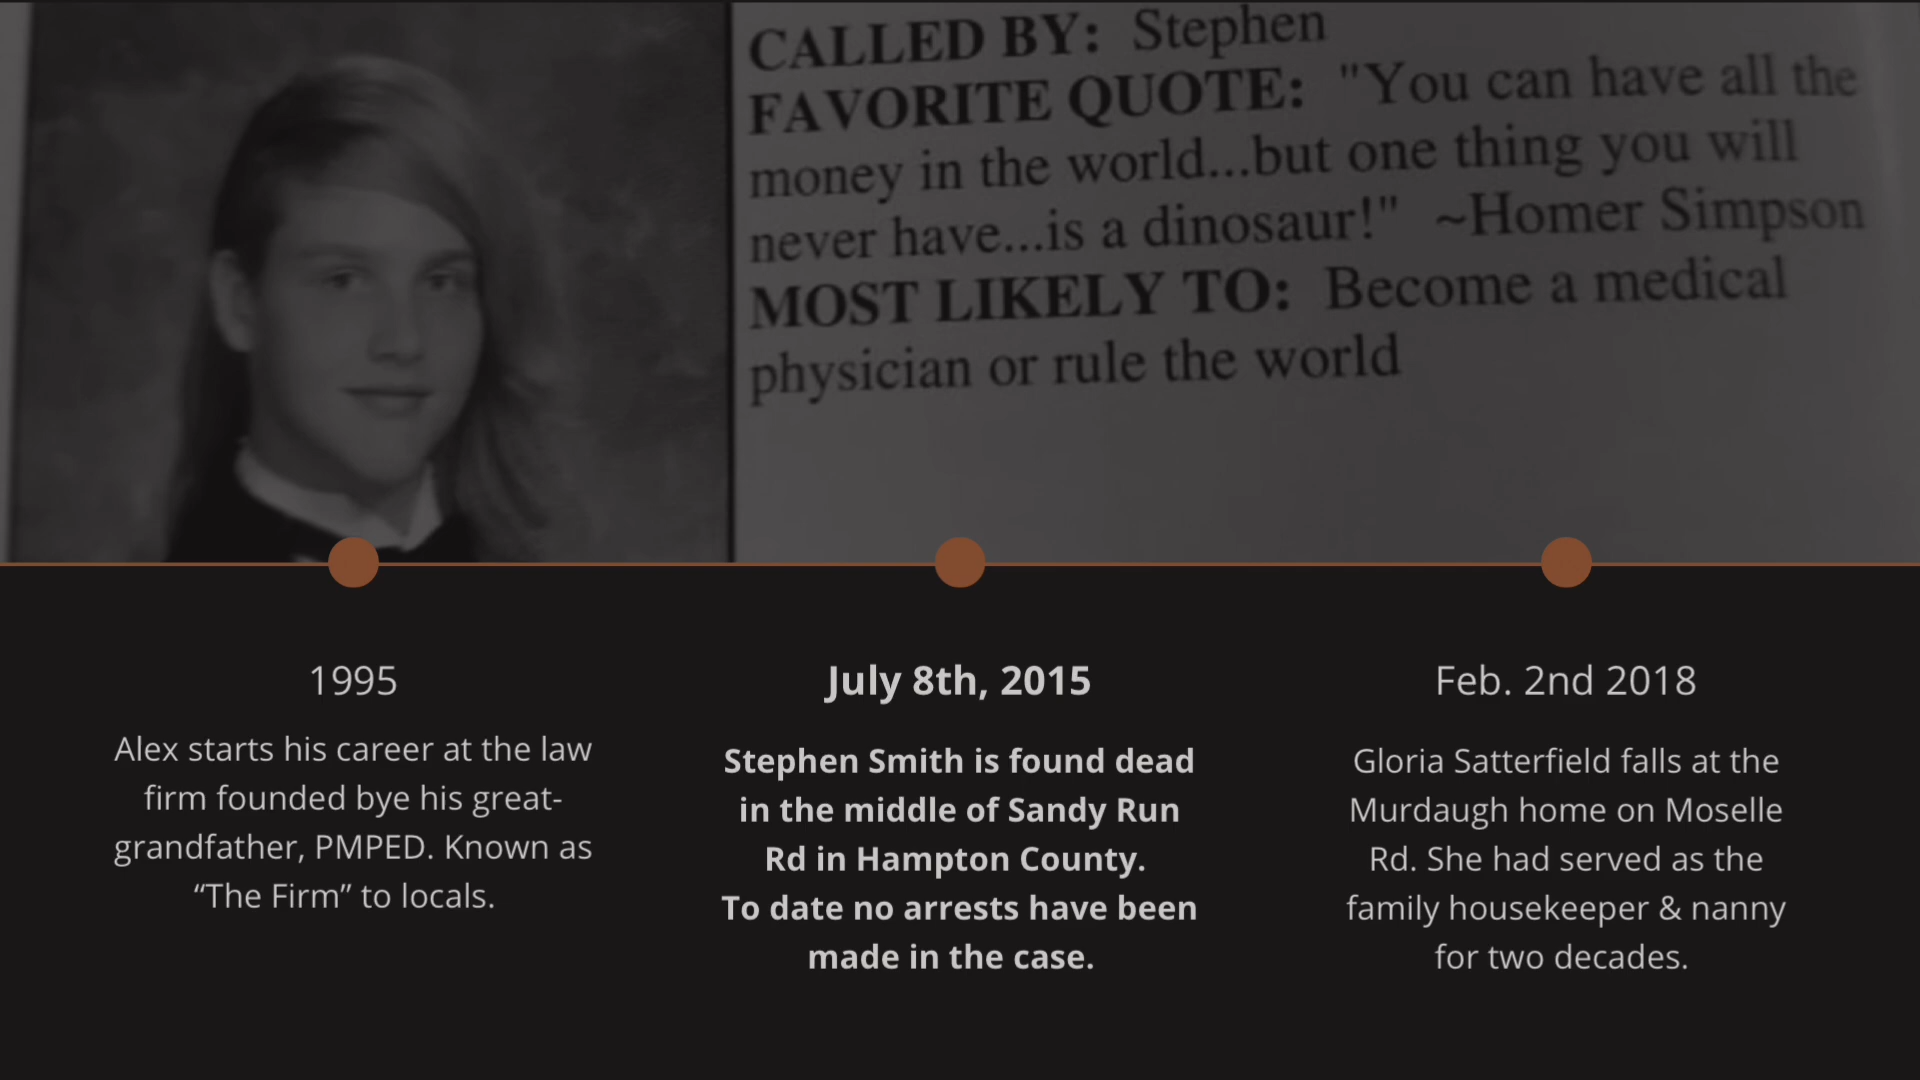 CALLED BY: Stephen
FAVORITE QUOTE: "You can have all the
money in the world...but one thing you will
never have...is a dinosaur!" ~Homer Simpson
MOST LIKELY TO: Become a medical
physician or rule the world
1995
Alex starts his career at the law
firm founded bye his great-
grandfather, PMPED. Known as
“The Firm” to locals.
July 8th, 2015
Stephen Smith is found dead
in the middle of Sandy Run
Rd in Hampton County.
To date no arrests have been
made in the case.
Feb. 2nd 2018
Gloria Satterfield falls at the
Murdaugh home on Moselle
Rd. She had served as the
family housekeeper & nanny
for two decades.